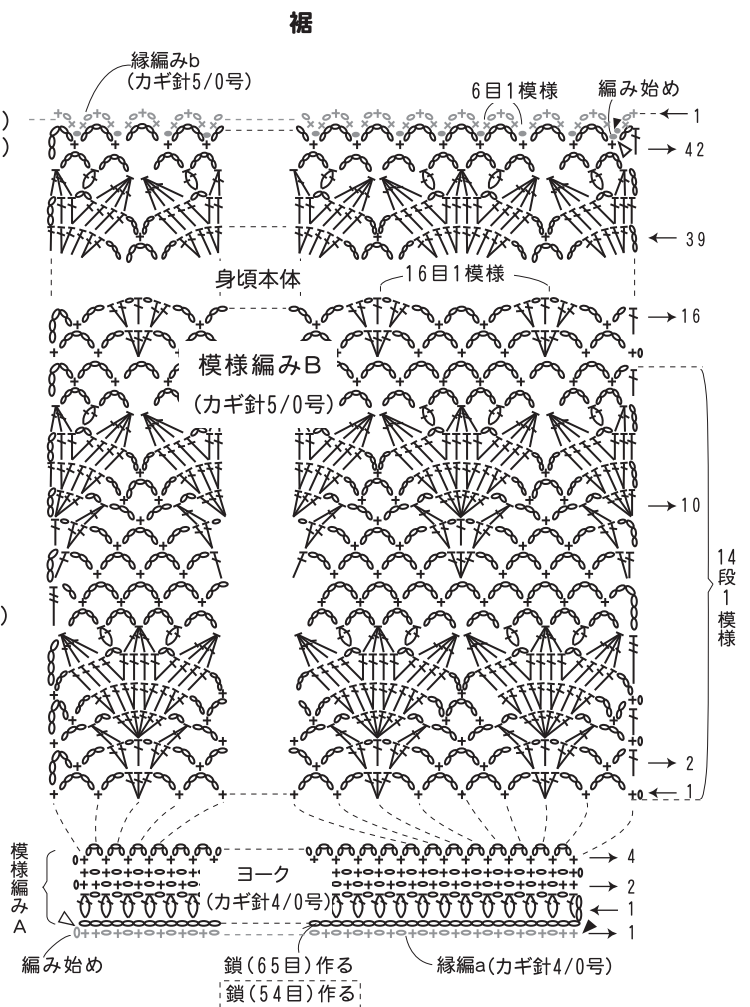 裾
縁編みb
(カギ針5/0号)
6目1模様
編み始め
1
)
)
42
39
身頃本体
16目1模様
16
模様編みB
(カギ針5/0号)
10
14段1模様
)
2
1
模様編みA
ヨーク
(カギ針4/0号)
4
2
1
1
編み始め
鎖(65目)作る
鎖(54目)作る
縁編a(カギ針4/0号)